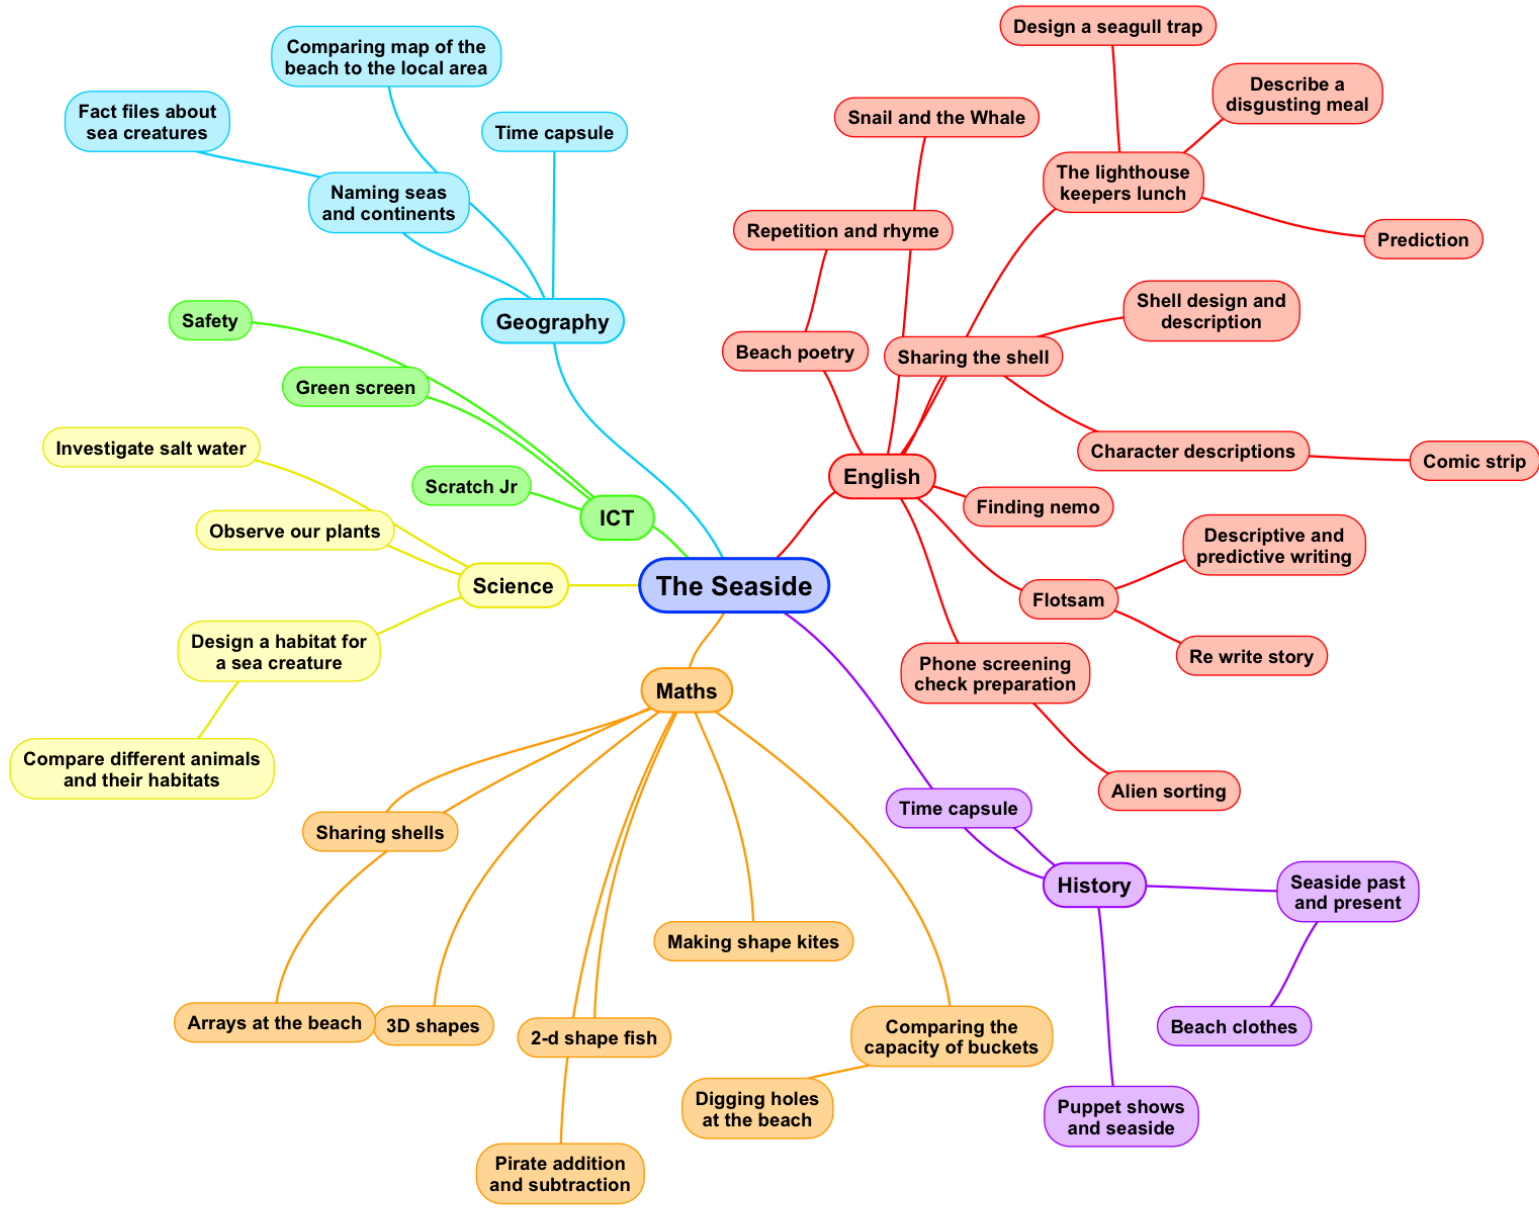 The Seaside
Geography
Comparing map of the
beach to the local area
Fact files about
sea creatures
Naming seas
and continents
Time capsule
ICT
Safety
Green screen
Scratch Jr
Science
Investigate salt water
Observe our plants
Design a habitat for
a sea creature
Compare different animals
and their habitats
Maths
Sharing shells
Arrays at the beach
3D shapes
2-d shape fish
Pirate addition
and subtraction
Making shape kites
Comparing the
capacity of buckets
Digging holes
at the beach
History
Time capsule
Seaside past
and present
Beach clothes
Puppet shows
and seaside
English
Beach poetry
Repetition and rhyme
Snail and the Whale
The lighthouse
keepers lunch
Design a seagull trap
Describe a
disgusting meal
Prediction
Sharing the shell
Shell design and
description
Character descriptions
Comic strip
Finding nemo
Flotsam
Descriptive and
predictive writing
Re write story
Phone screening
check preparation
Alien sorting